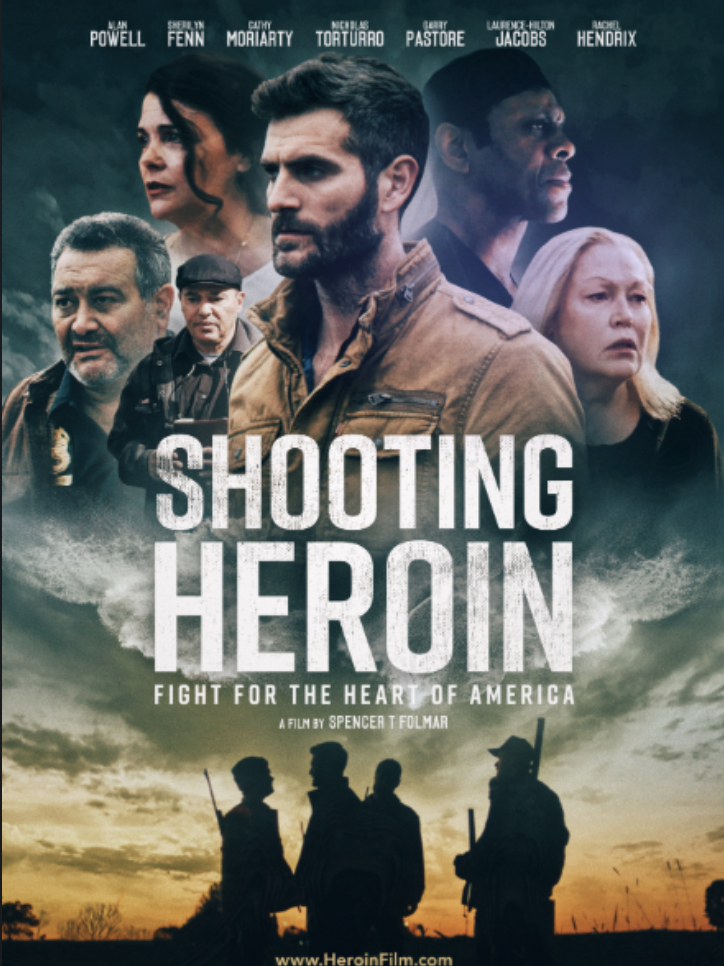 ALAN SHERILYN CATHY NICHOLAS GARRY LAURENCE-HILTON RACHEL
POWELL FENN MORIARTY TORTURRO PASTORE JACOBS HENDRIX
SHOOTING
HEROIN
FIGHT FOR THE HEART OF AMERICA
A FILM BY SPENCER T FOLMAR
www.HeroinFilm.com